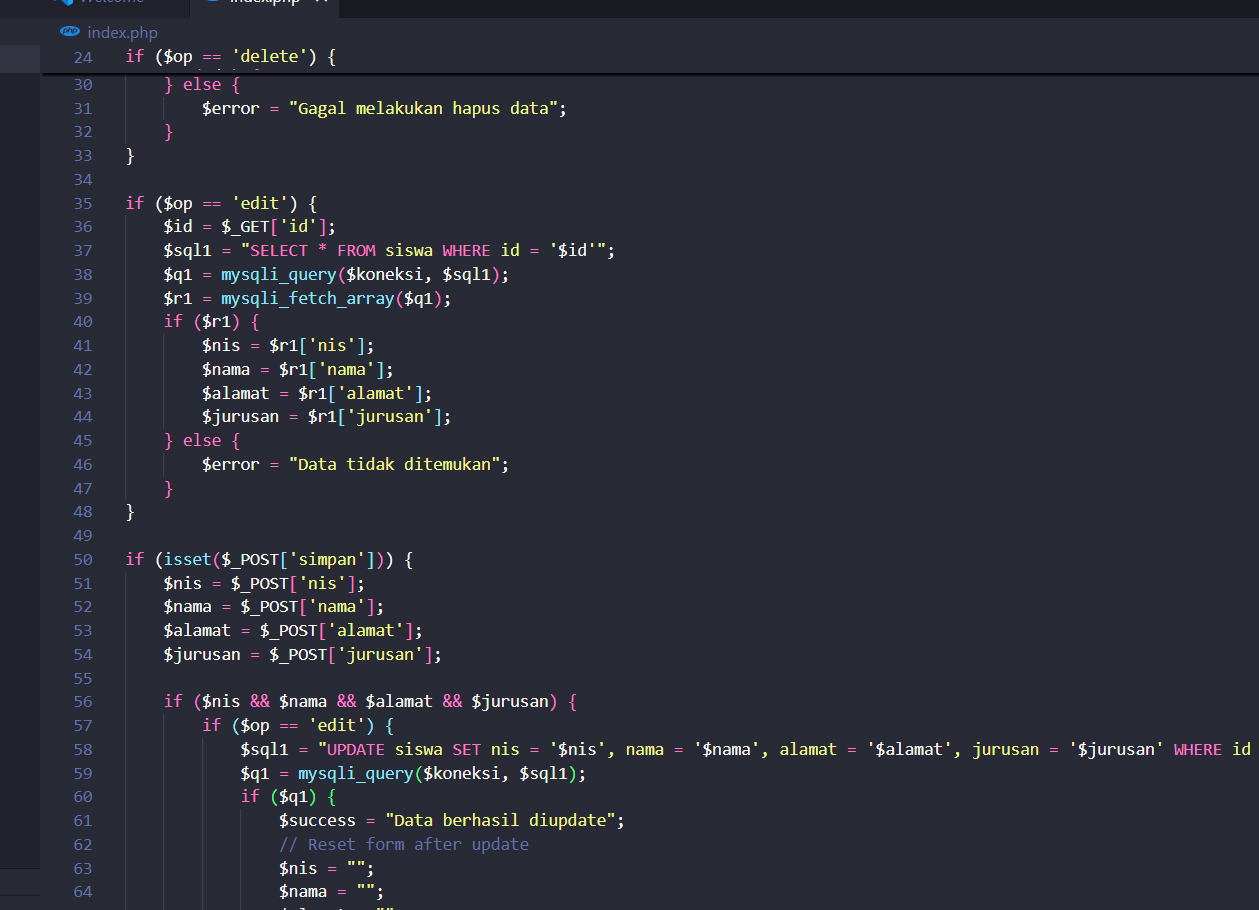 Welcome index.php
php index.php
24 if ($op == 'delete') {
30 } else {
31 $error = "Gagal melakukan hapus data";
32 }
33 }
34
35 if ($op == 'edit') {
36 $id = $_GET['id'];
37 $sql1 = "SELECT * FROM siswa WHERE id = '$id'";
38 $q1 = mysqli_query($koneksi, $sql1);
39 $r1 = mysqli_fetch_array($q1);
40 if ($r1) {
41 $nis = $r1['nis'];
42 $nama = $r1['nama'];
43 $alamat = $r1['alamat'];
44 $jurusan = $r1['jurusan'];
45 } else {
46 $error = "Data tidak ditemukan";
47 }
48 }
49
50 if (isset($_POST['simpan'])) {
51 $nis = $_POST['nis'];
52 $nama = $_POST['nama'];
53 $alamat = $_POST['alamat'];
54 $jurusan = $_POST['jurusan'];
55
56 if ($nis && $nama && $alamat && $jurusan) {
57 if ($op == 'edit') {
58 $sql1 = "UPDATE siswa SET nis = '$nis', nama = '$nama', alamat = '$alamat', jurusan = '$jurusan' WHERE id
59 $q1 = mysqli_query($koneksi, $sql1);
60 if ($q1) {
61 $success = "Data berhasil diupdate";
62 // Reset form after update
63 $nis = "";
64 $nama = "";